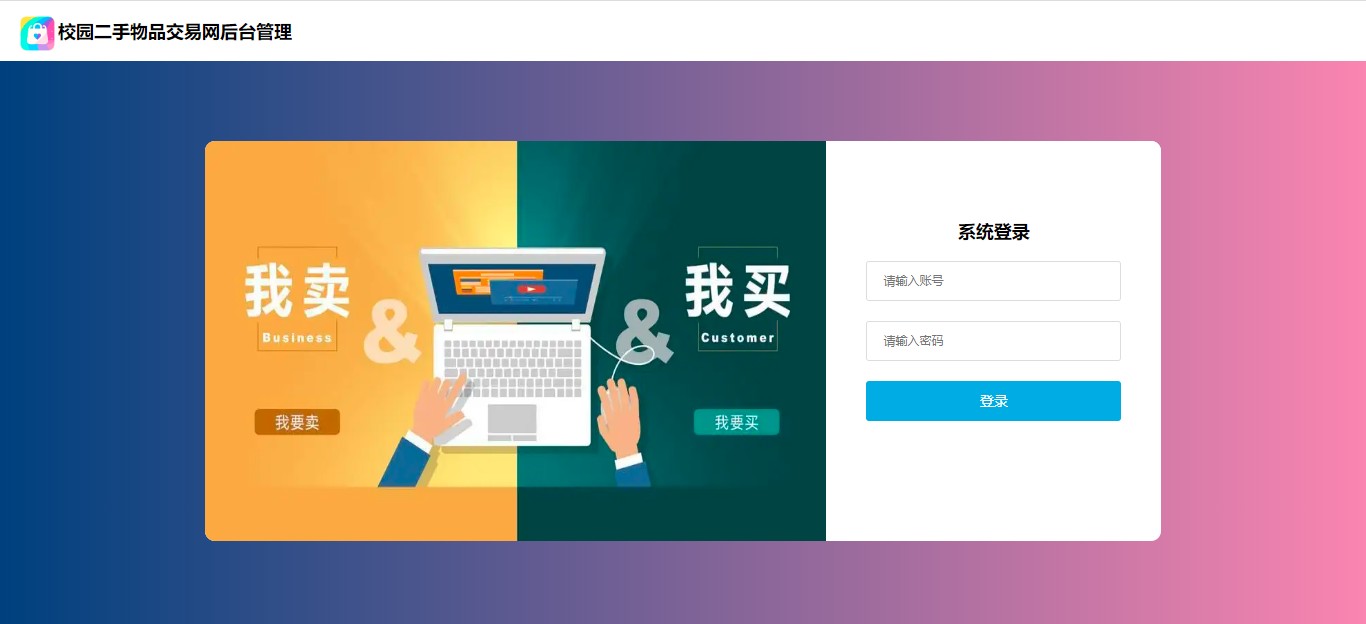 校园二手物品交易网后台管理
我卖
Business
&
我要卖
&
我买
Customer
我要买
系统登录
请输入账号
请输入密码
登录